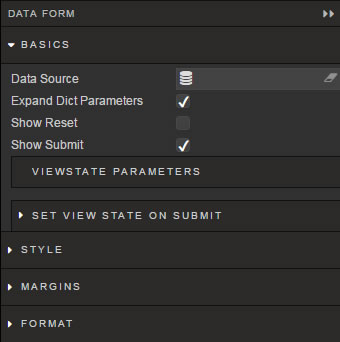 DATA FORM
BASICS
Data Source
Expand Dict Parameters
Show Reset
Show Submit
VIEWSTATE PARAMETERS
SET VIEW STATE ON SUBMIT
STYLE
MARGINS
FORMAT